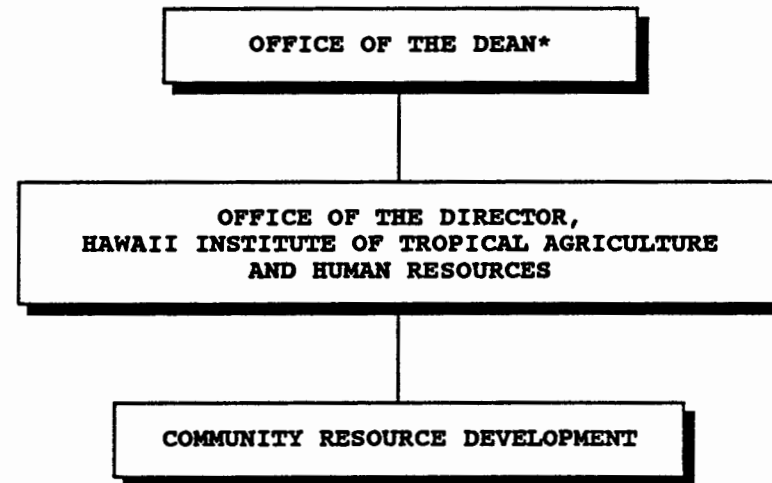 OFFICE OF THE DEAN*
OFFICE OF THE DIRECTOR,
HAWAII INSTITUTE OF TROPICAL AGRICULTURE
AND HUMAN RESOURCES
COMMUNITY RESOURCE DEVELOPMENT